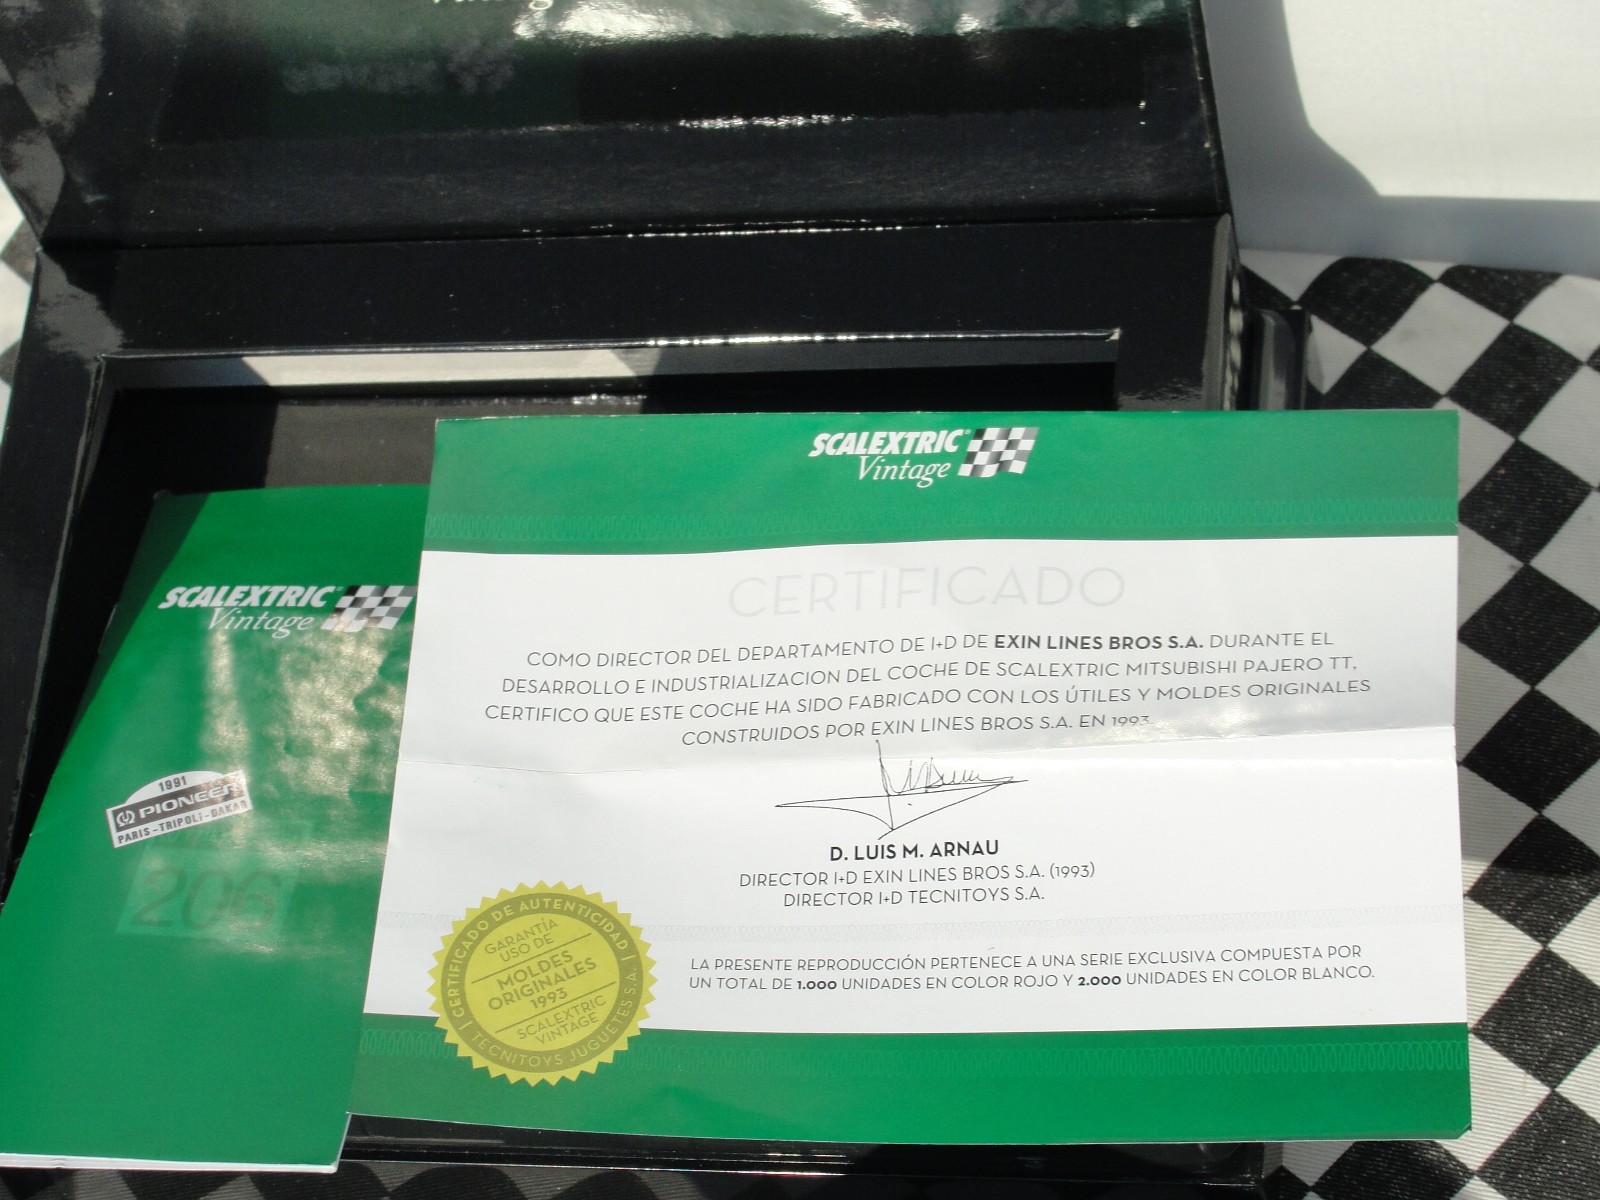 SCALEXTRIC
Vintage
1991
PIONEER
PARIS-TRIPOLI-DAKAR
206
SCALEXTRIC®
Vintage
CERTIFICADO
COMO DIRECTOR DEL DEPARTAMENTO DE I+D DE EXIN LINES BROS S.A. DURANTE EL
DESARROLLO E INDUSTRIALIZACION DEL COCHE DE SCALEXTRIC MITSUBISHI PAJERO TT,
CERTIFICO QUE ESTE COCHE HA SIDO FABRICADO CON LOS ÚTILES Y MOLDES ORIGINALES
CONSTRUIDOS POR EXIN LINES BROS S.A. EN 1993.
D. LUIS M. ARNAU
DIRECTOR I+D EXIN LINES BROS S.A. (1993)
DIRECTOR I+D TECNITOYS S.A.
LA PRESENTE REPRODUCCIÓN PERTENECE A UNA SERIE EXCLUSIVA COMPUESTA POR
UN TOTAL DE 1.000 UNIDADES EN COLOR ROJO Y 2.000 UNIDADES EN COLOR BLANCO.
CERTIFICADO DE AUTENTICIDAD
GARANTÍA
USO DE
MOLDES
ORIGINALES
1993
SCALEXTRIC
VINTAGE
TECNITOYS JUGUETES S.A.